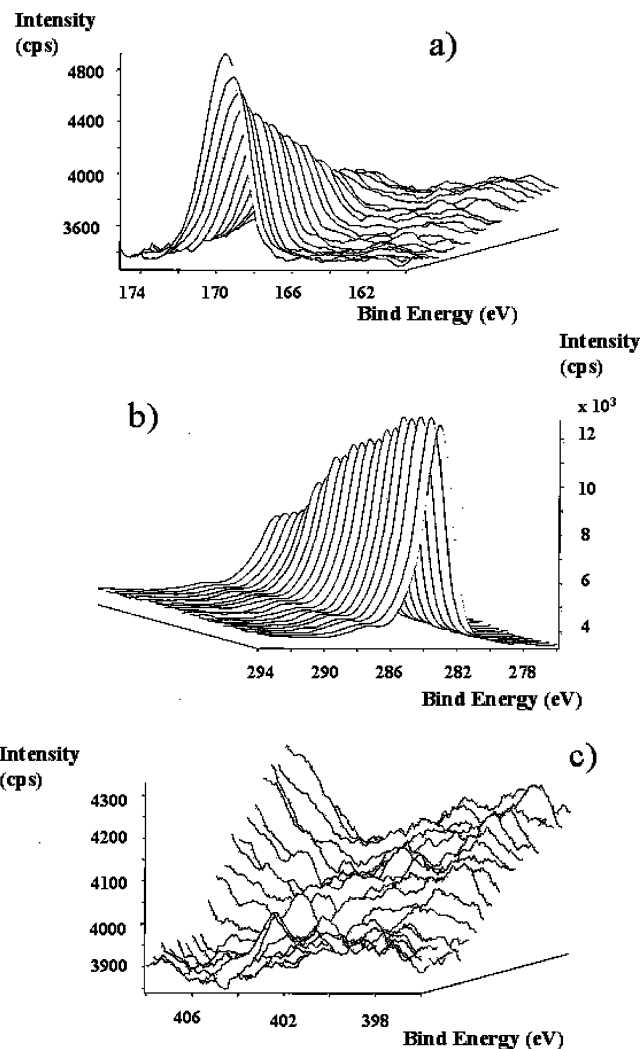 Intensity
(cps)
a)
4800
4400
4000
3600
174 170 166 162
Bind Energy (eV)
Intensity
(cps)
b)
x 10³
12
10
8
6
4
294 290 286 282 278
Bind Energy (eV)
Intensity
(cps)
c)
4300
4200
4100
4000
3900
406 402 398
Bind Energy (eV)